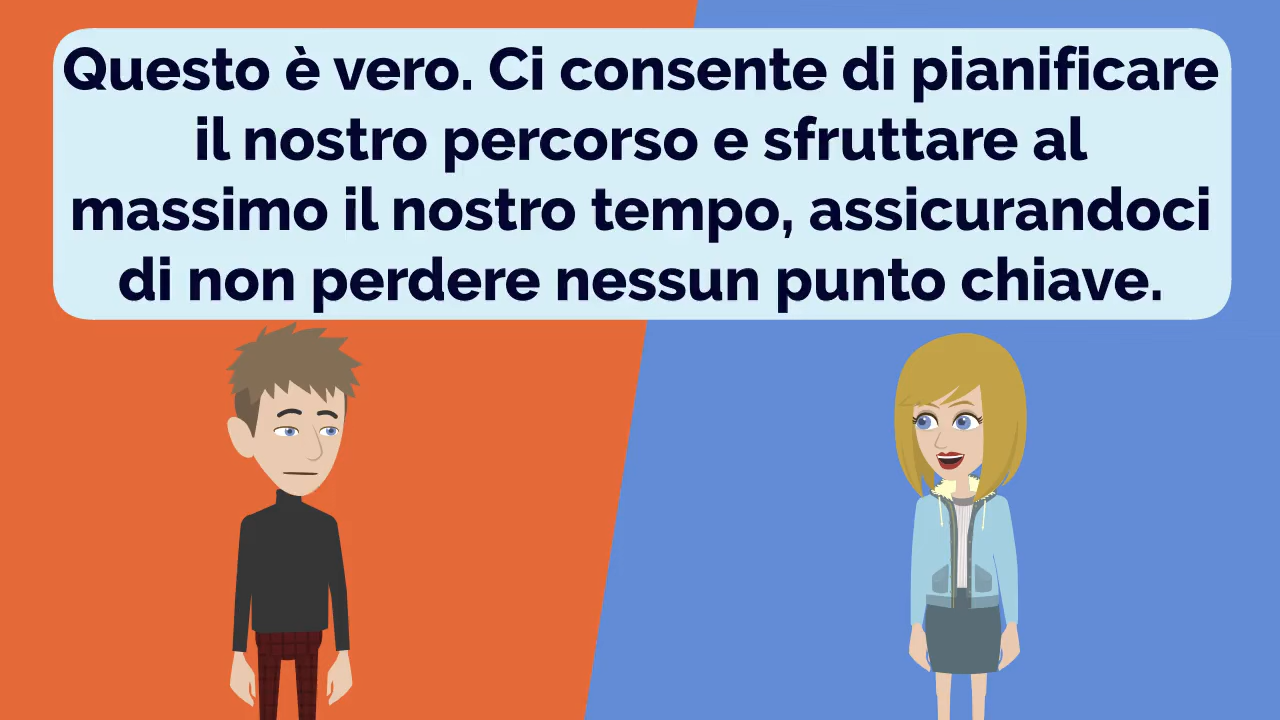 Questo è vero. Ci consente di pianificare
il nostro percorso e sfruttare al
massimo il nostro tempo, assicurandoci
di non perdere nessun punto chiave.